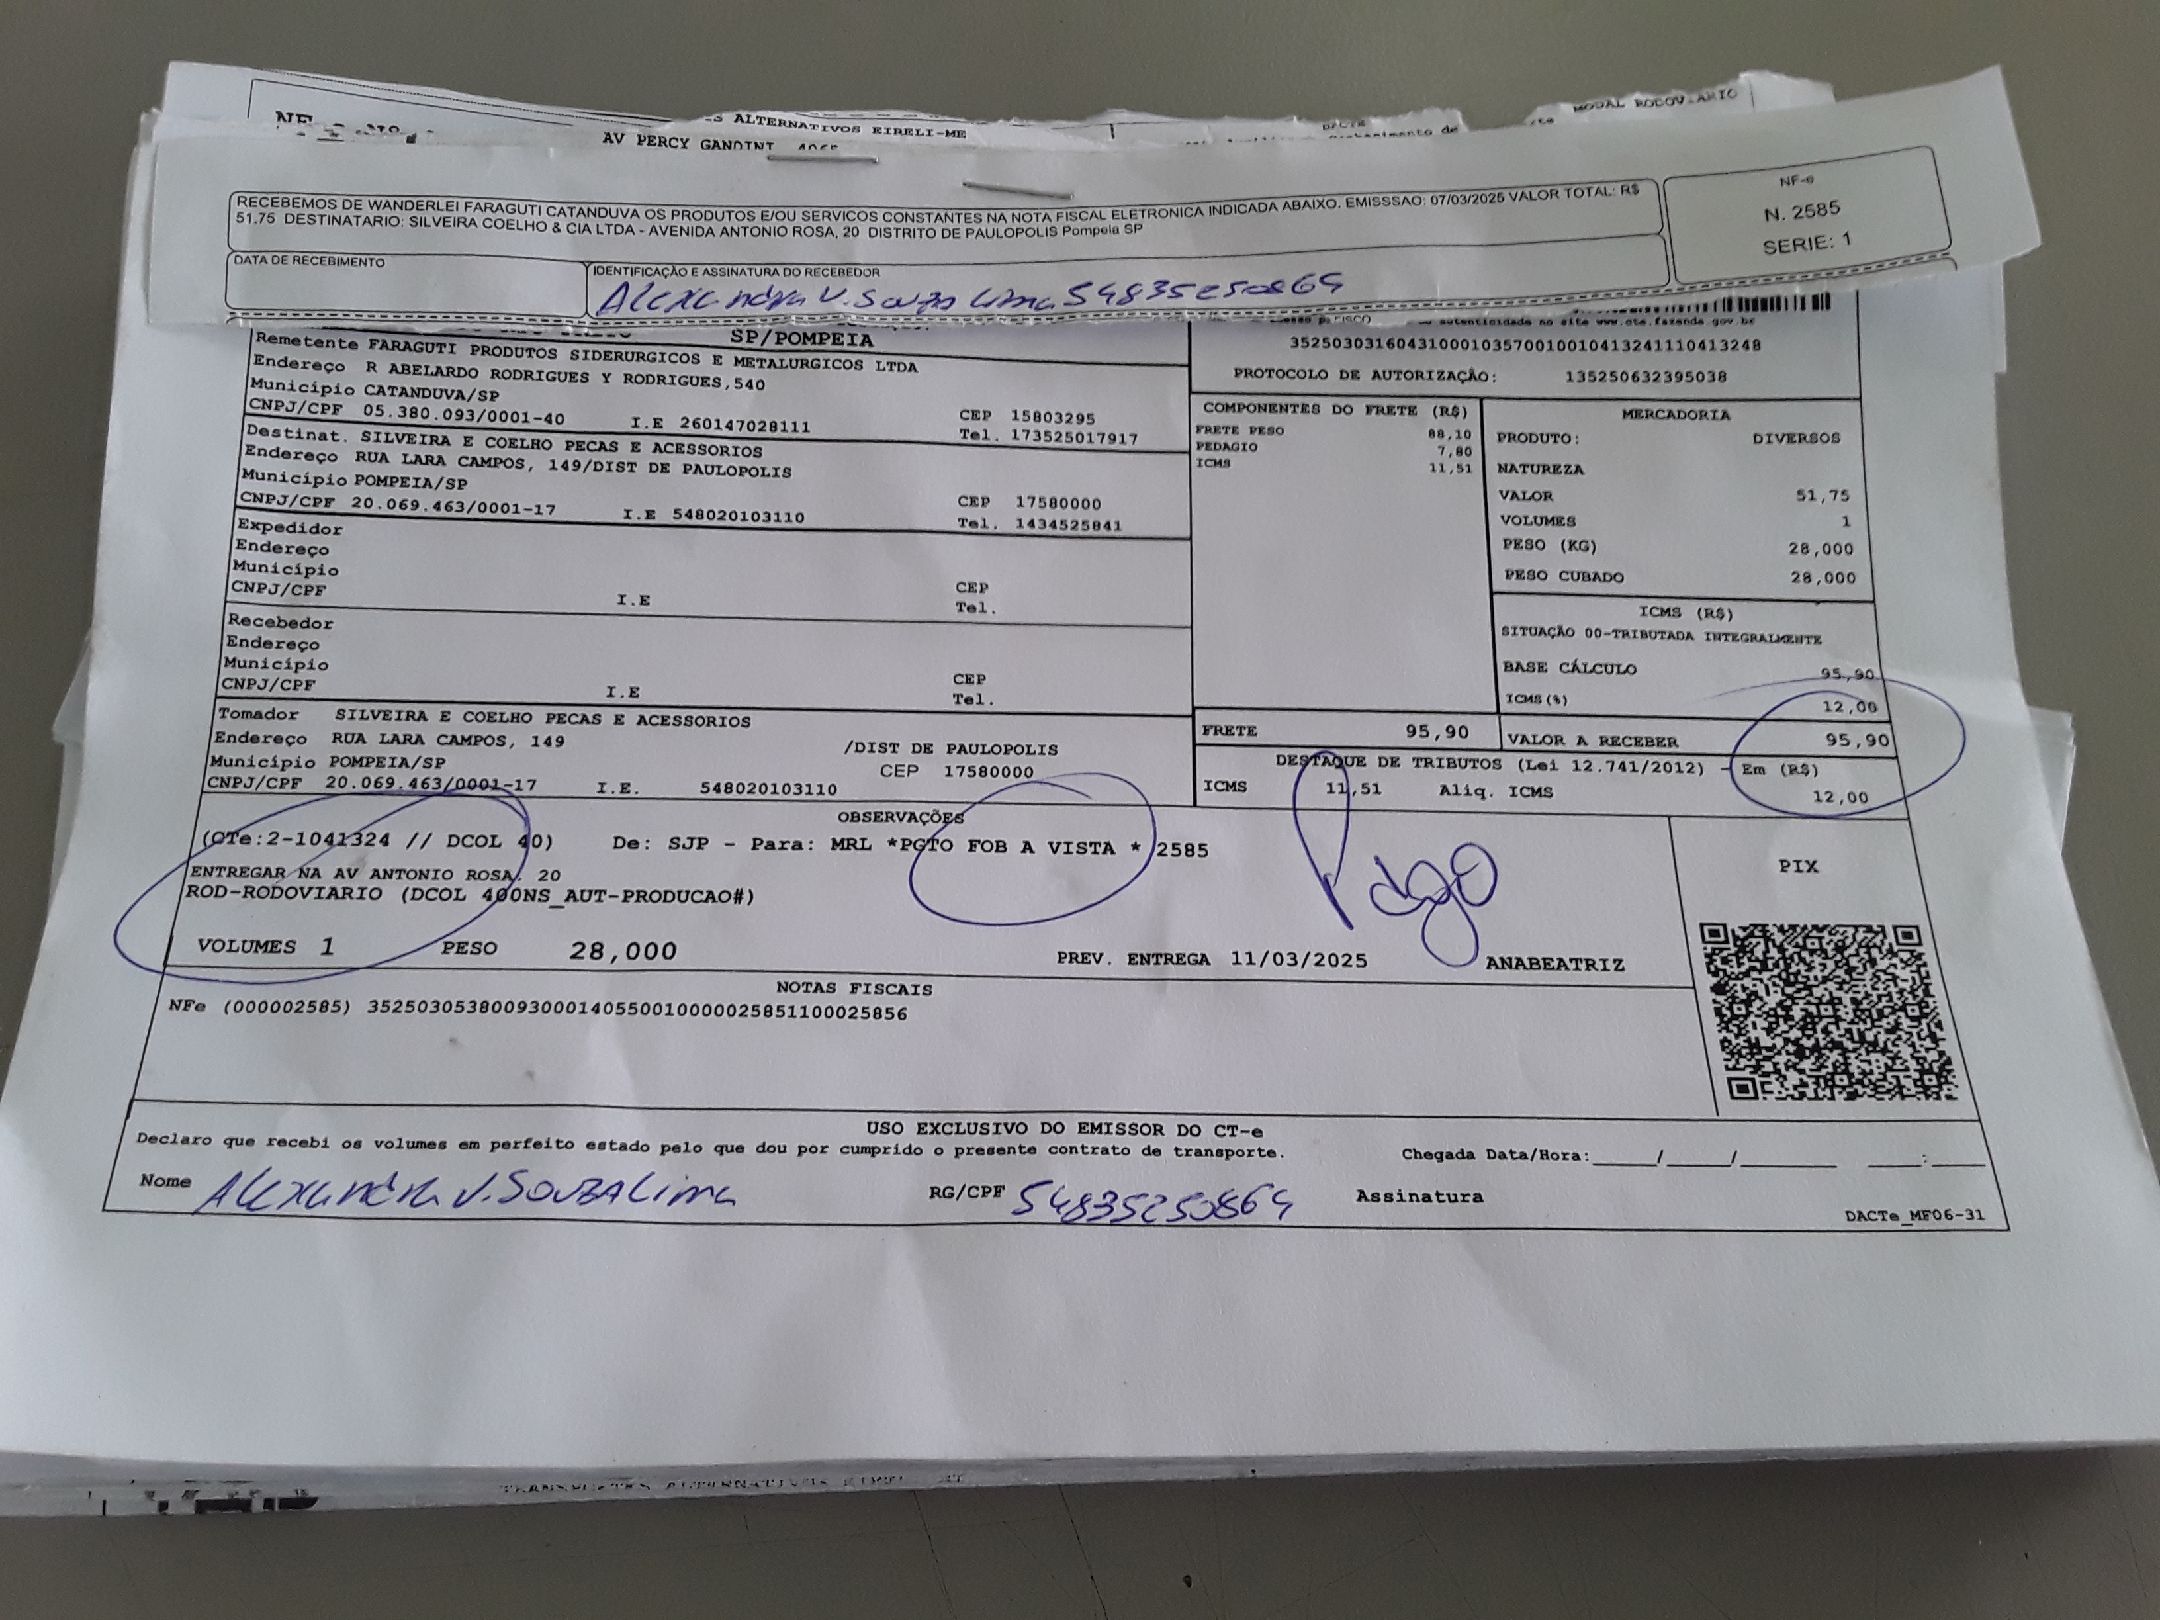 S ALTERNATIVOS EIRELI-ME
AV PERCY GANDINI
MODAL RODOVIARIO
RECEBEMOS DE WANDERLEI FARAGUTI CATANDUVA OS PRODUTOS E/OU SERVICOS CONSTANTES NA NOTA FISCAL ELETRONICA INDICADA ABAIXO. EMISSSAO: 07/03/2025 VALOR TOTAL: R$
51.75 DESTINATARIO: SILVEIRA COELHO & CIA LTDA - AVENIDA ANTONIO ROSA, 20 DISTRITO DE PAULOPOLIS Pompeia SP
NF-e
N. 2585
SERIE: 1
DATA DE RECEBIMENTO
IDENTIFICAÇÃO E ASSINATURA DO RECEBEDOR
Alexandra V. Souza Lima 54835250864
SP/POMPEIA
autenticidade no site www.cte.fazenda.gov.br
35250303160431000103570010010413241110413248
PROTOCOLO DE AUTORIZAÇÃO: 135250632395038
Remetente FARAGUTI PRODUTOS SIDERURGICOS E METALURGICOS LTDA
Endereço R ABELARDO RODRIGUES Y RODRIGUES,540
Município CATANDUVA/SP
CNPJ/CPF 05.380.093/0001-40 I.E 260147028111 CEP 15803295
Tel. 173525017917
Destinat. SILVEIRA E COELHO PECAS E ACESSORIOS
Endereço RUA LARA CAMPOS, 149/DIST DE PAULOPOLIS
Município POMPEIA/SP
CNPJ/CPF 20.069.463/0001-17 I.E 548020103110 CEP 17580000
Tel. 1434525841
Expedidor
Endereço
Município
CNPJ/CPF I.E CEP
Tel.
Recebedor
Endereço
Município
CNPJ/CPF I.E CEP
Tel.
Tomador SILVEIRA E COELHO PECAS E ACESSORIOS
Endereço RUA LARA CAMPOS, 149 /DIST DE PAULOPOLIS
Município POMPEIA/SP CEP 17580000
CNPJ/CPF 20.069.463/0001-17 I.E. 548020103110
COMPONENTES DO FRETE (R$)
FRETE PESO 88,10
PEDAGIO 7,80
ICMS 11,51
MERCADORIA
PRODUTO: DIVERSOS
NATUREZA
VALOR 51,75
VOLUMES 1
PESO (KG) 28,000
PESO CUBADO 28,000
ICMS (R$)
SITUAÇÃO 00-TRIBUTADA INTEGRALMENTE
BASE CÁLCULO 95,90
ICMS(%) 12,00
FRETE 95,90 VALOR A RECEBER 95,90
DESTAQUE DE TRIBUTOS (Lei 12.741/2012) - Em (R$)
ICMS 11,51 Aliq. ICMS 12,00
OBSERVAÇÕES
(CTe:2-1041324 // DCOL 40) De: SJP - Para: MRL *PGTO FOB A VISTA * 2585
ENTREGAR NA AV ANTONIO ROSA, 20
ROD-RODOVIARIO (DCOL 400NS_AUT-PRODUCAO#)
Pago
PIX
VOLUMES 1 PESO 28,000 PREV. ENTREGA 11/03/2025 ANABEATRIZ
NOTAS FISCAIS
NFe (000002585) 35250305380093000140550010000025851100025856
USO EXCLUSIVO DO EMISSOR DO CT-e
Declaro que recebi os volumes em perfeito estado pelo que dou por cumprido o presente contrato de transporte. Chegada Data/Hora:_____/_____/________ ____:____
Nome Alexandra V. Souza Lima RG/CPF 54835250864 Assinatura
DACTe_MF06-31